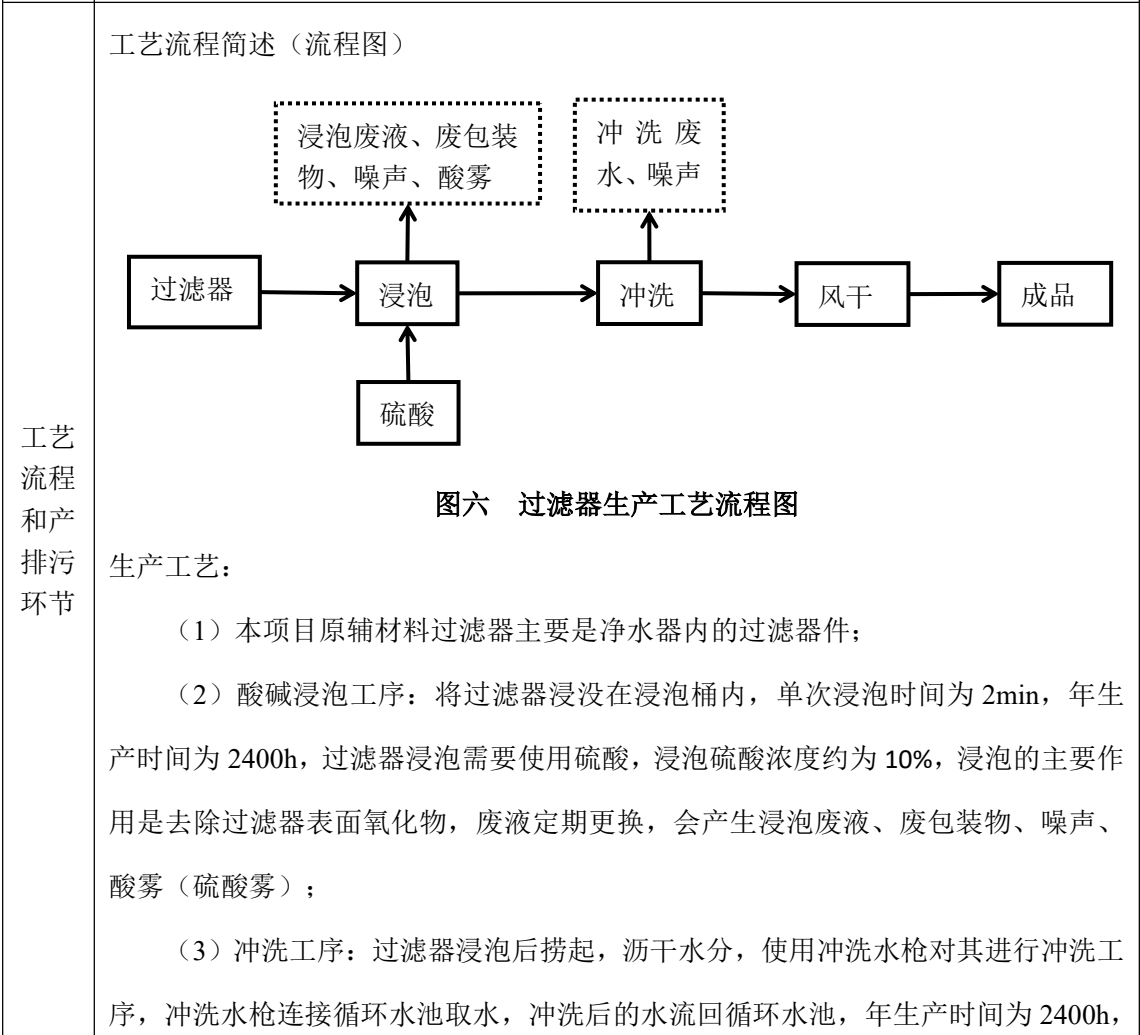 工艺流程简述（流程图）
浸泡废液、废包装
物、噪声、酸雾
冲洗废
水、噪声
过滤器
浸泡
冲洗
风干
成品
硫酸
图六 过滤器生产工艺流程图
工艺
流程
和产
排污
环节
生产工艺：
（1）本项目原辅材料过滤器主要是净水器内的过滤器件；
（2）酸碱浸泡工序：将过滤器浸没在浸泡桶内，单次浸泡时间为 2min，年生
产时间为 2400h，过滤器浸泡需要使用硫酸，浸泡硫酸浓度约为 10%，浸泡的主要作
用是去除过滤器表面氧化物，废液定期更换，会产生浸泡废液、废包装物、噪声、
酸雾（硫酸雾）；
（3）冲洗工序：过滤器浸泡后捞起，沥干水分，使用冲洗水枪对其进行冲洗工
序，冲洗水枪连接循环水池取水，冲洗后的水流回循环水池，年生产时间为 2400h，